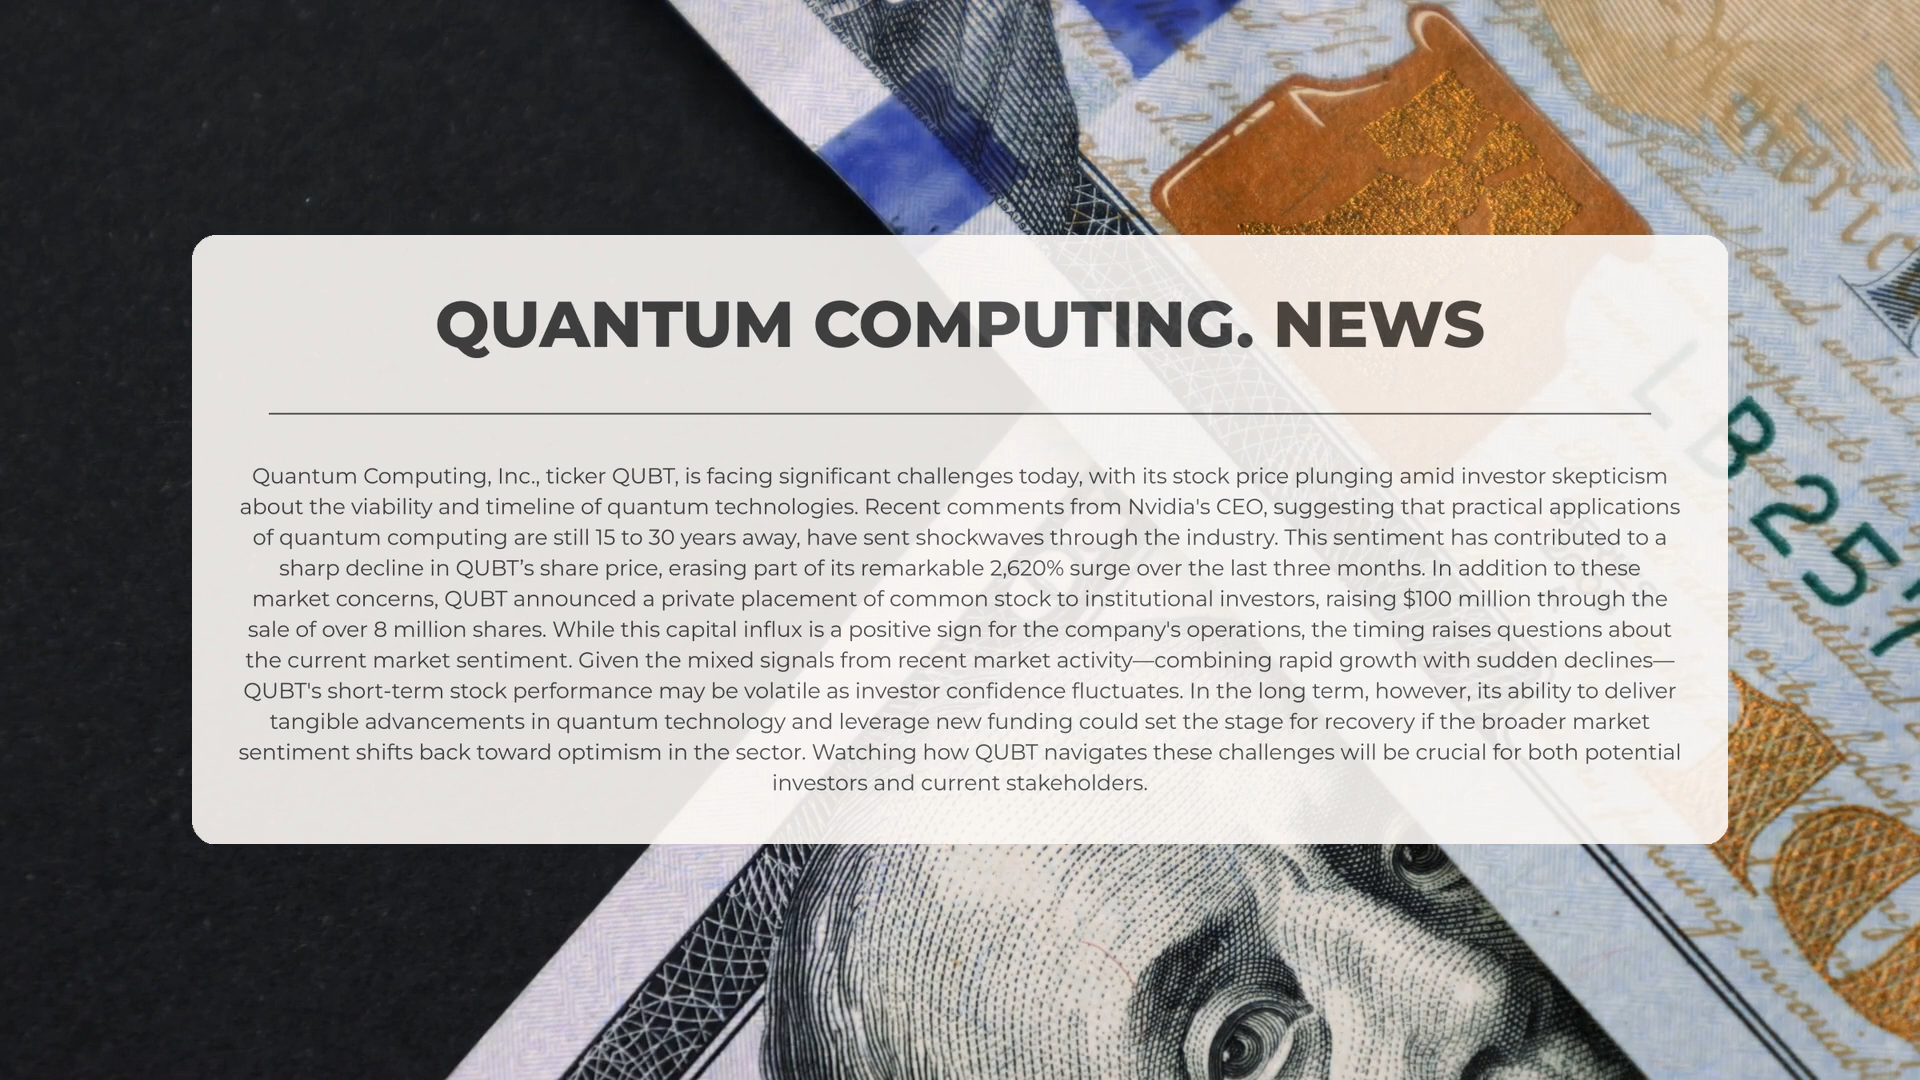 QUANTUM COMPUTING. NEWS
Quantum Computing, Inc., ticker QUBT, is facing significant challenges today, with its stock price plunging amid investor skepticism
about the viability and timeline of quantum technologies. Recent comments from Nvidia's CEO, suggesting that practical applications
of quantum computing are still 15 to 30 years away, have sent shockwaves through the industry. This sentiment has contributed to a
sharp decline in QUBT’s share price, erasing part of its remarkable 2,620% surge over the last three months. In addition to these
market concerns, QUBT announced a private placement of common stock to institutional investors, raising $100 million through the
sale of over 8 million shares. While this capital influx is a positive sign for the company's operations, the timing raises questions about
the current market sentiment. Given the mixed signals from recent market activity—combining rapid growth with sudden declines—
QUBT's short-term stock performance may be volatile as investor confidence fluctuates. In the long term, however, its ability to deliver
tangible advancements in quantum technology and leverage new funding could set the stage for recovery if the broader market
sentiment shifts back toward optimism in the sector. Watching how QUBT navigates these challenges will be crucial for both potential
investors and current stakeholders.
LB257